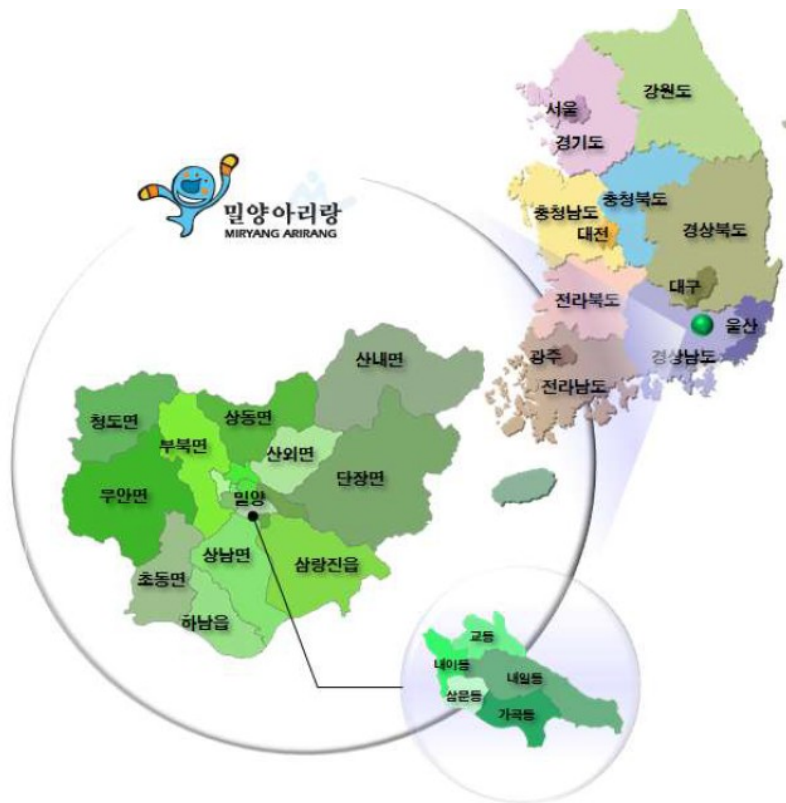 강원도
서울
경기도
충청북도
충청남도
대전
경상북도
대구
전라북도
울산
경상남도
광주
전라남도
밀양아리랑
MIRYANG ARIRANG
산내면
청도면
상동면
부북면
산외면
단장면
무안면
밀양
상남면
삼랑진읍
초동면
하남읍
교동
내이동
내일동
삼문동
가곡동